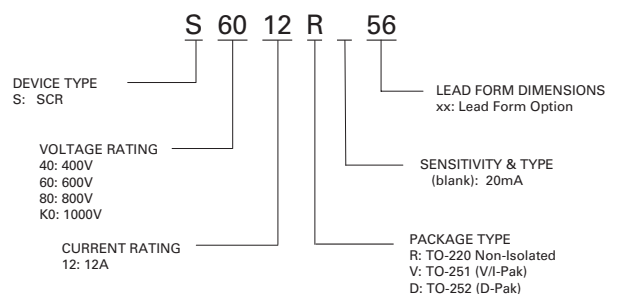 S 60 12 R _ 56
DEVICE TYPE
S: SCR
VOLTAGE RATING
40: 400V
60: 600V
80: 800V
K0: 1000V
CURRENT RATING
12: 12A
LEAD FORM DIMENSIONS
xx: Lead Form Option
SENSITIVITY & TYPE
(blank): 20mA
PACKAGE TYPE
R: TO-220 Non-Isolated
V: TO-251 (V/I-Pak)
D: TO-252 (D-Pak)